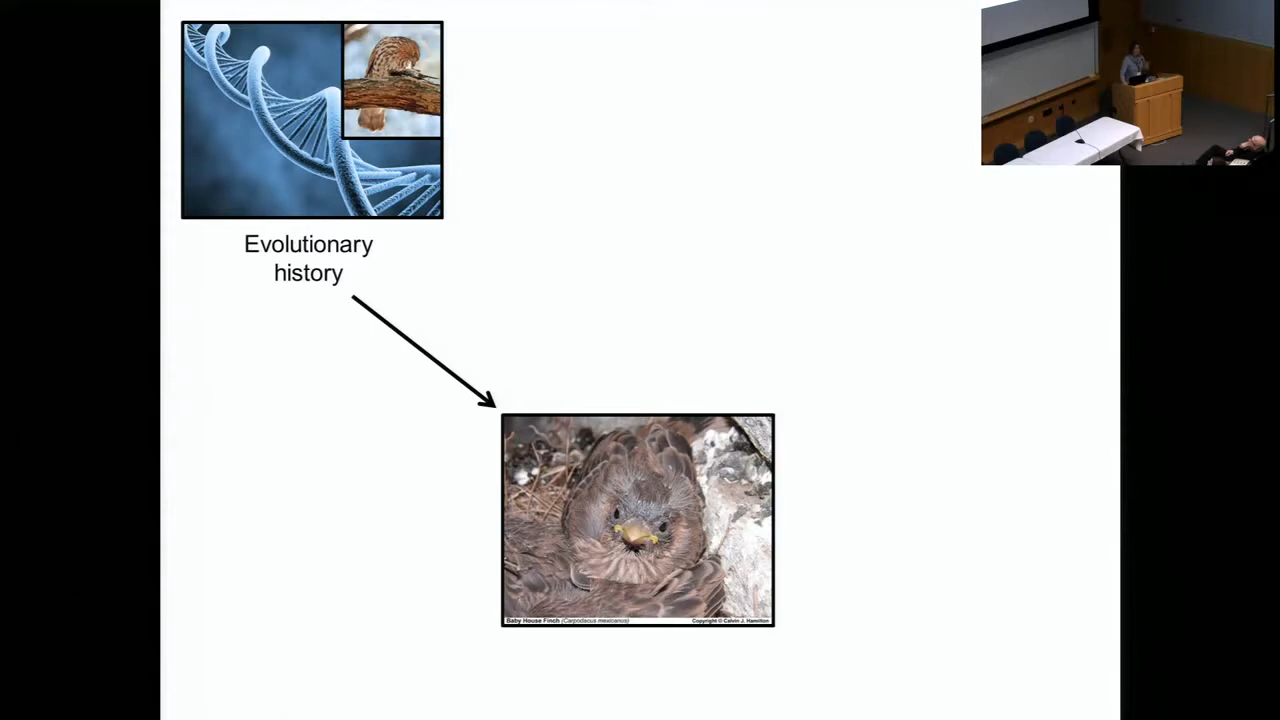 Evolutionary
history
Baby House Finch (Carpodacus mexicanus) Copyright © Calvin J. Hamilton